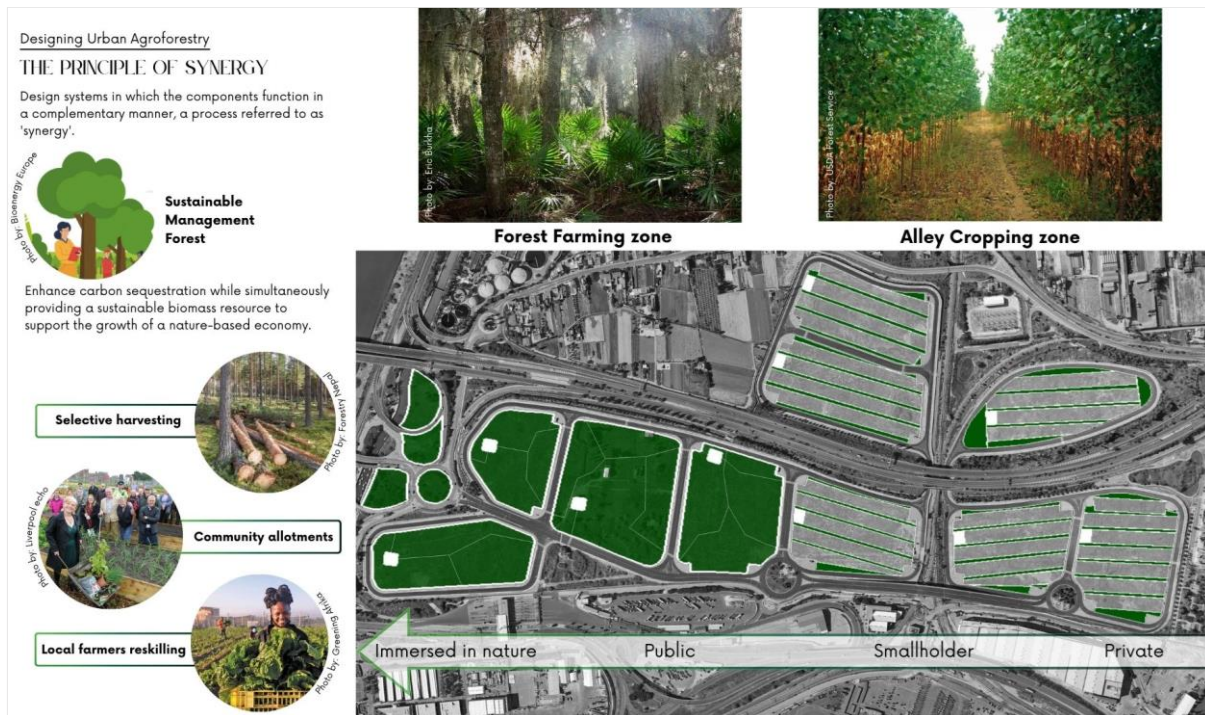 Designing Urban Agroforestry
THE PRINCIPLE OF SYNERGY
Design systems in which the components function in
a complementary manner, a process referred to as
'synergy'.
Photo by: Bioenergy Europe
Sustainable
Management
Forest
Enhance carbon sequestration while simultaneously
providing a sustainable biomass resource to
support the growth of a nature-based economy.
Selective harvesting
Photo by: Forestry Nepal
Photo by: Liverpool echo
Community allotments
Local farmers reskilling
Photo by: Greening Afrika
Photo by: Eric Burkha
Forest Farming zone
Photo by: USDA Forest Service
Alley Cropping zone
Immersed in nature
Public
Smallholder
Private